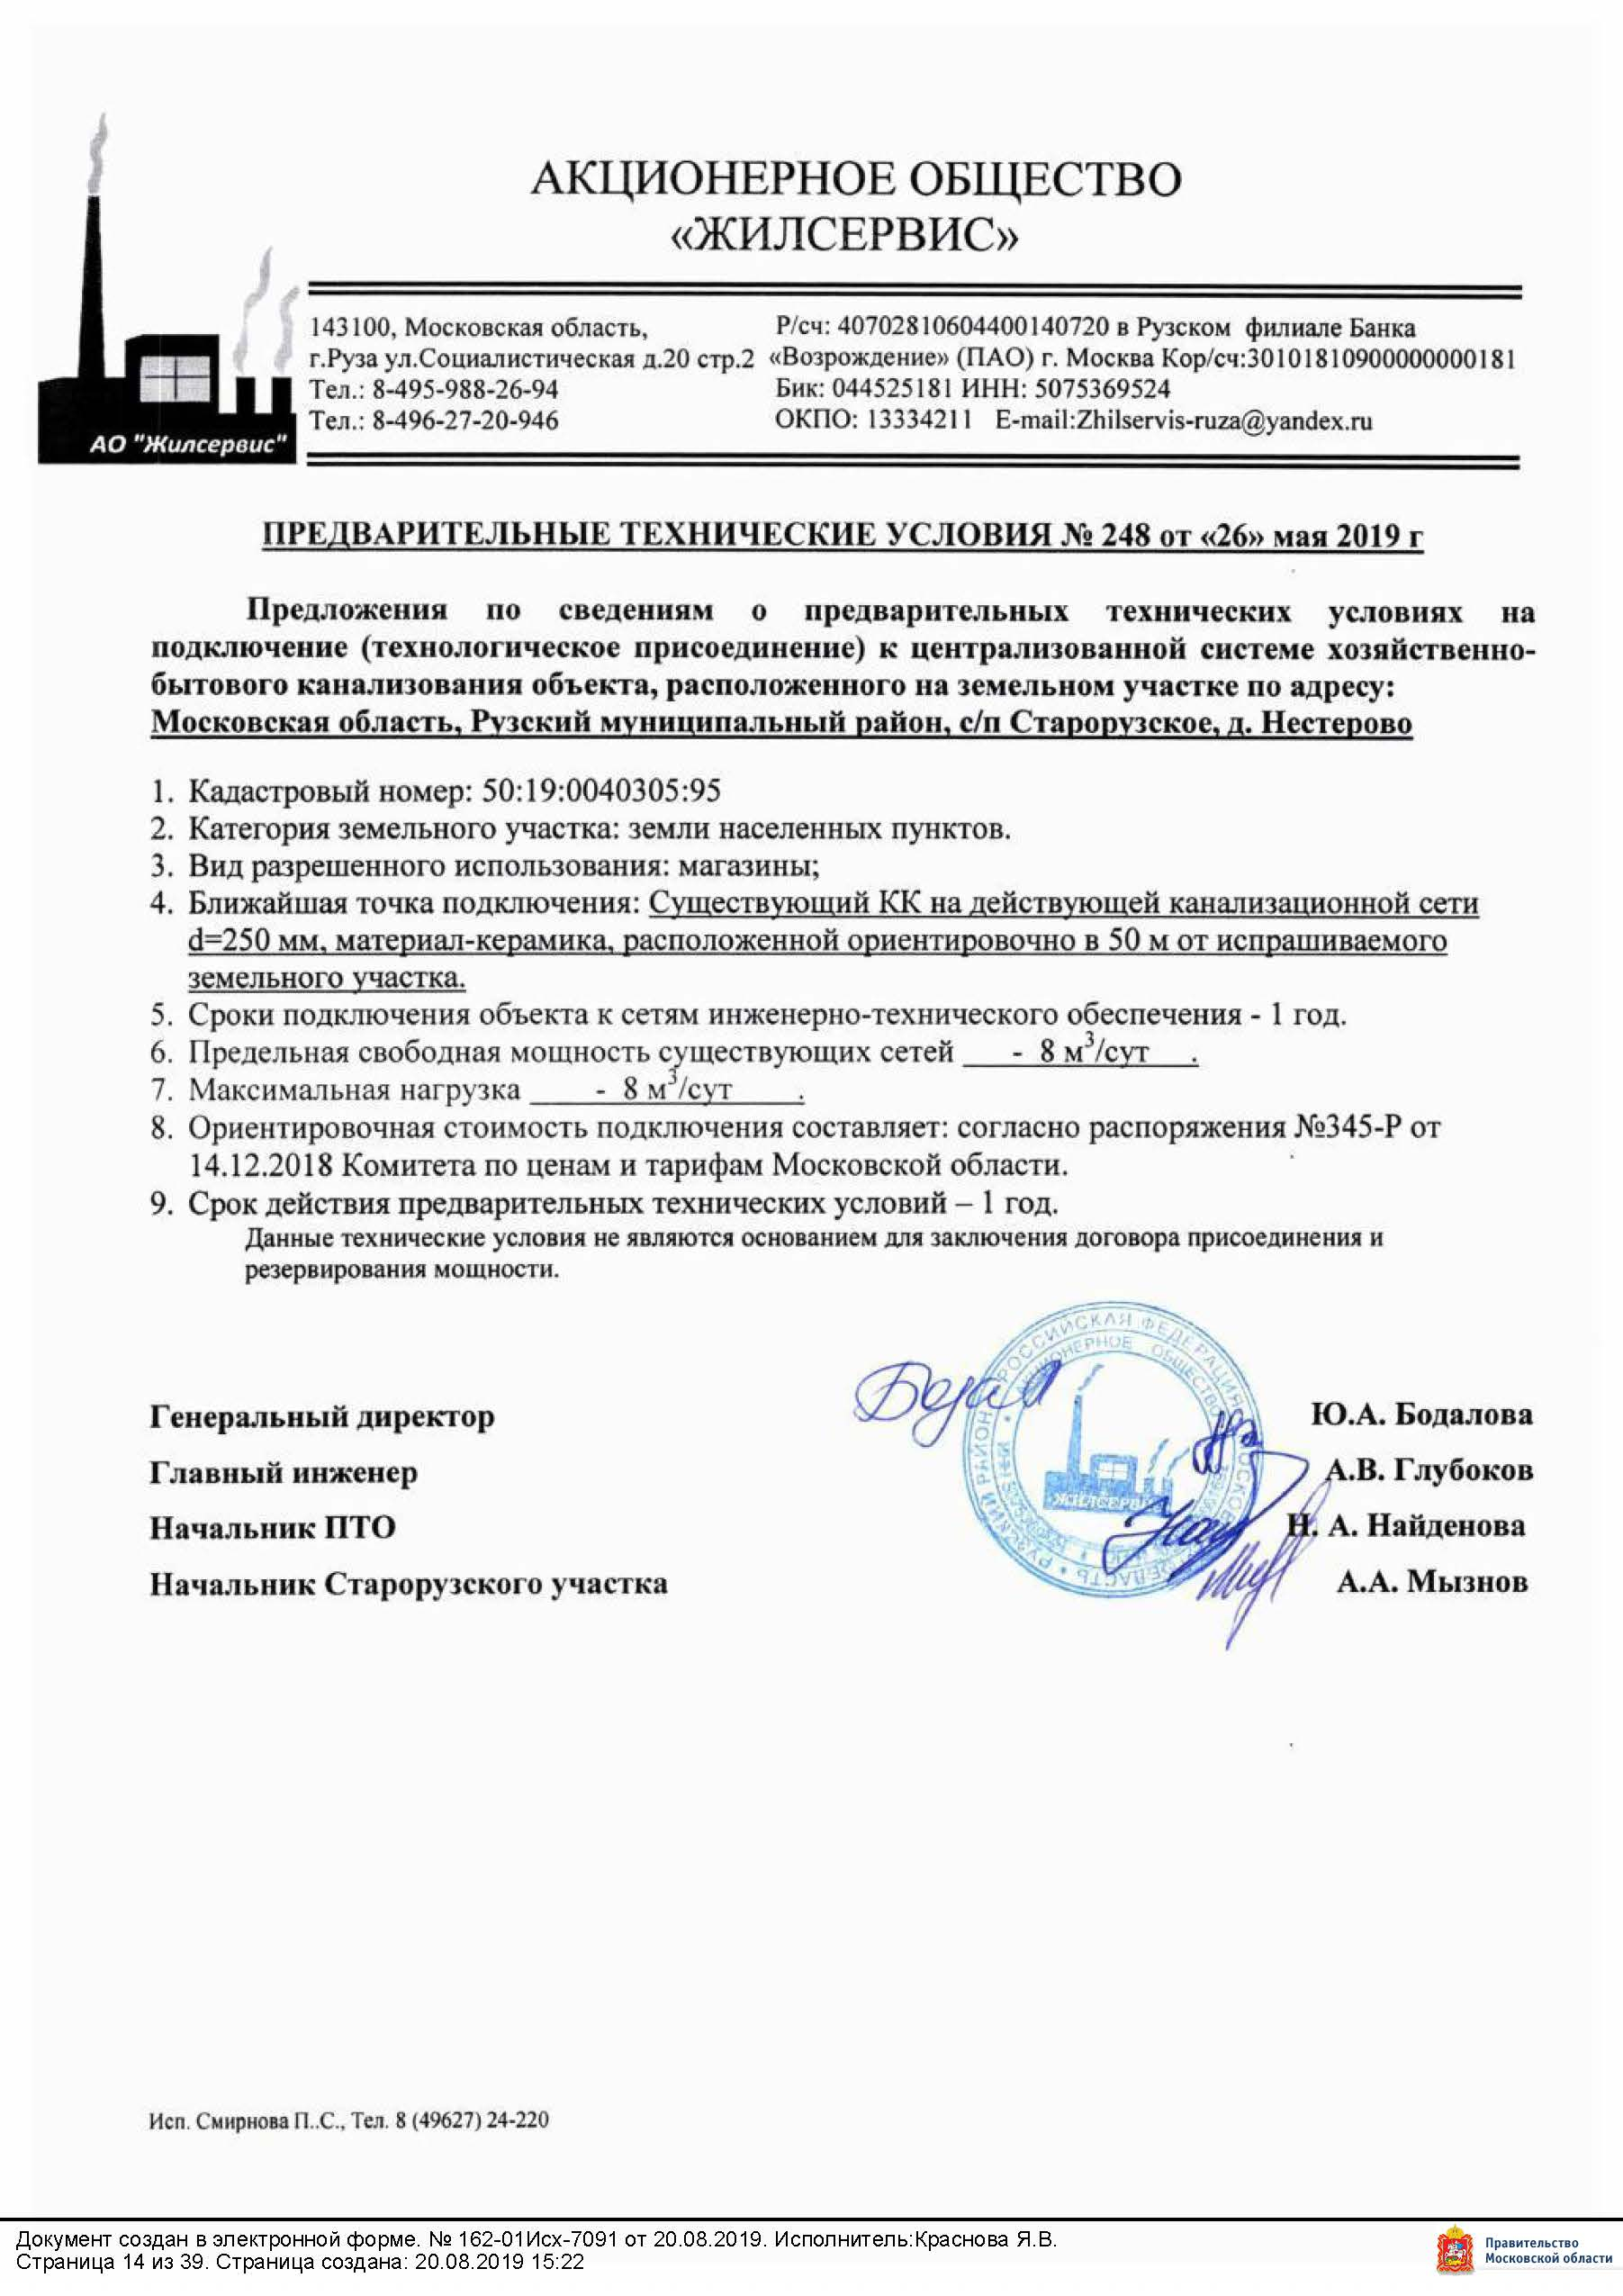 АКЦИОНЕРНОЕ ОБЩЕСТВО
«ЖИЛСЕРВИС»
АО "Жилсервис"
143100, Московская область,
г.Руза ул.Социалистическая д.20 стр.2
Тел.: 8-495-988-26-94
Тел.: 8-496-27-20-946
Р/сч: 40702810604400140720 в Рузском филиале Банка
«Возрождение» (ПАО) г. Москва Кор/сч:30101810900000000181
Бик: 044525181 ИНН: 5075369524
ОКПО: 13334211 E-mail:Zhilservis-ruza@yandex.ru
ПРЕДВАРИТЕЛЬНЫЕ ТЕХНИЧЕСКИЕ УСЛОВИЯ № 248 от «26» мая 2019 г
Предложения по сведениям о предварительных технических условиях на
подключение (технологическое присоединение) к централизованной системе хозяйственно-
бытового канализования объекта, расположенного на земельном участке по адресу:
Московская область, Рузский муниципальный район, с/п Старорузское, д. Нестерово
1. Кадастровый номер: 50:19:0040305:95
2. Категория земельного участка: земли населенных пунктов.
3. Вид разрешенного использования: магазины;
4. Ближайшая точка подключения: Существующий КК на действующей канализационной сети
d=250 мм, материал-керамика, расположенной ориентировочно в 50 м от испрашиваемого
земельного участка.
5. Сроки подключения объекта к сетям инженерно-технического обеспечения - 1 год.
6. Предельная свободная мощность существующих сетей - 8 м³/сут .
7. Максимальная нагрузка - 8 м³/сут .
8. Ориентировочная стоимость подключения составляет: согласно распоряжения №345-Р от
14.12.2018 Комитета по ценам и тарифам Московской области.
9. Срок действия предварительных технических условий – 1 год.
Данные технические условия не являются основанием для заключения договора присоединения и
резервирования мощности.
РОССИЙСКАЯ ФЕДЕРАЦИЯ
АКЦИОНЕРНОЕ ОБЩЕСТВО
ЖИЛСЕРВИС
РУЗСКИЙ РАЙОН
Генеральный директор Ю.А. Бодалова
Главный инженер А.В. Глубоков
Начальник ПТО Н. А. Найденова
Начальник Старорузского участка А.А. Мызнов
Исп. Смирнова П..С., Тел. 8 (49627) 24-220
Документ создан в электронной форме. № 162-01Исх-7091 от 20.08.2019. Исполнитель:Краснова Я.В.
Страница 14 из 39. Страница создана: 20.08.2019 15:22
Правительство
Московской области